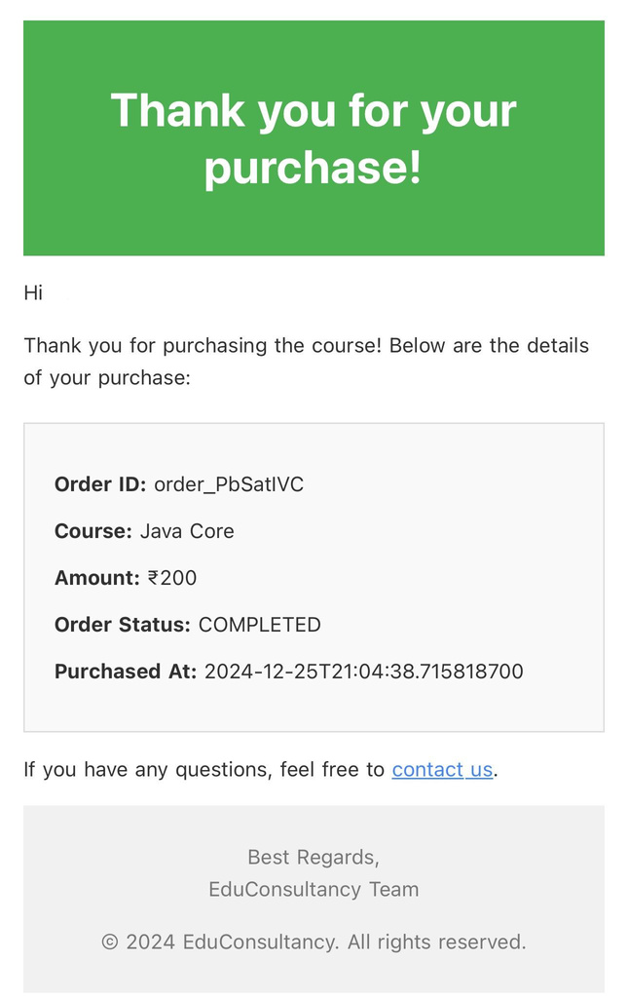 Thank you for your
purchase!
Hi
Thank you for purchasing the course! Below are the details
of your purchase:
Order ID: order_PbSatIVC
Course: Java Core
Amount: ₹200
Order Status: COMPLETED
Purchased At: 2024-12-25T21:04:38.715818700
If you have any questions, feel free to contact us.
Best Regards,
EduConsultancy Team
© 2024 EduConsultancy. All rights reserved.